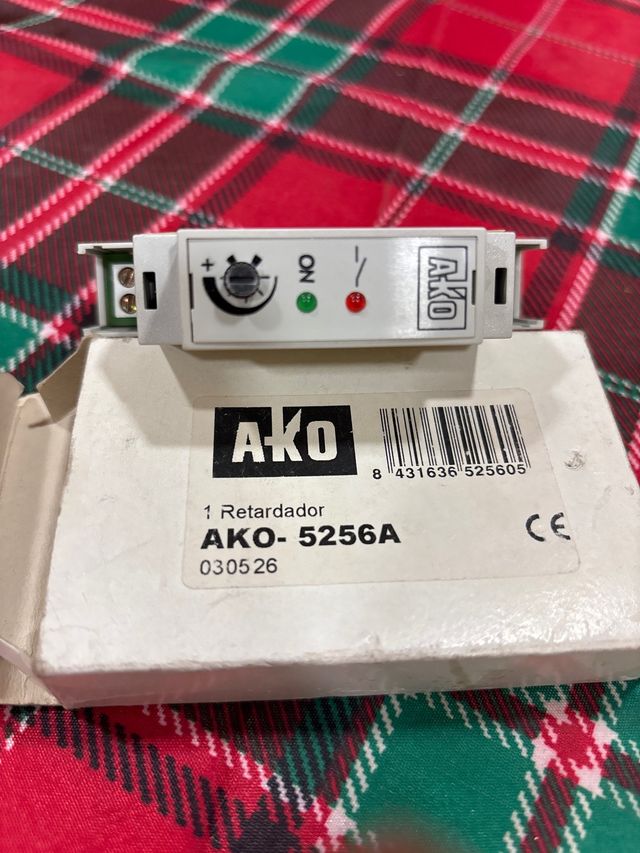 +
ON
AKO
AKO
8 431636 525605
1 Retardador
AKO- 5256A
CE
030526